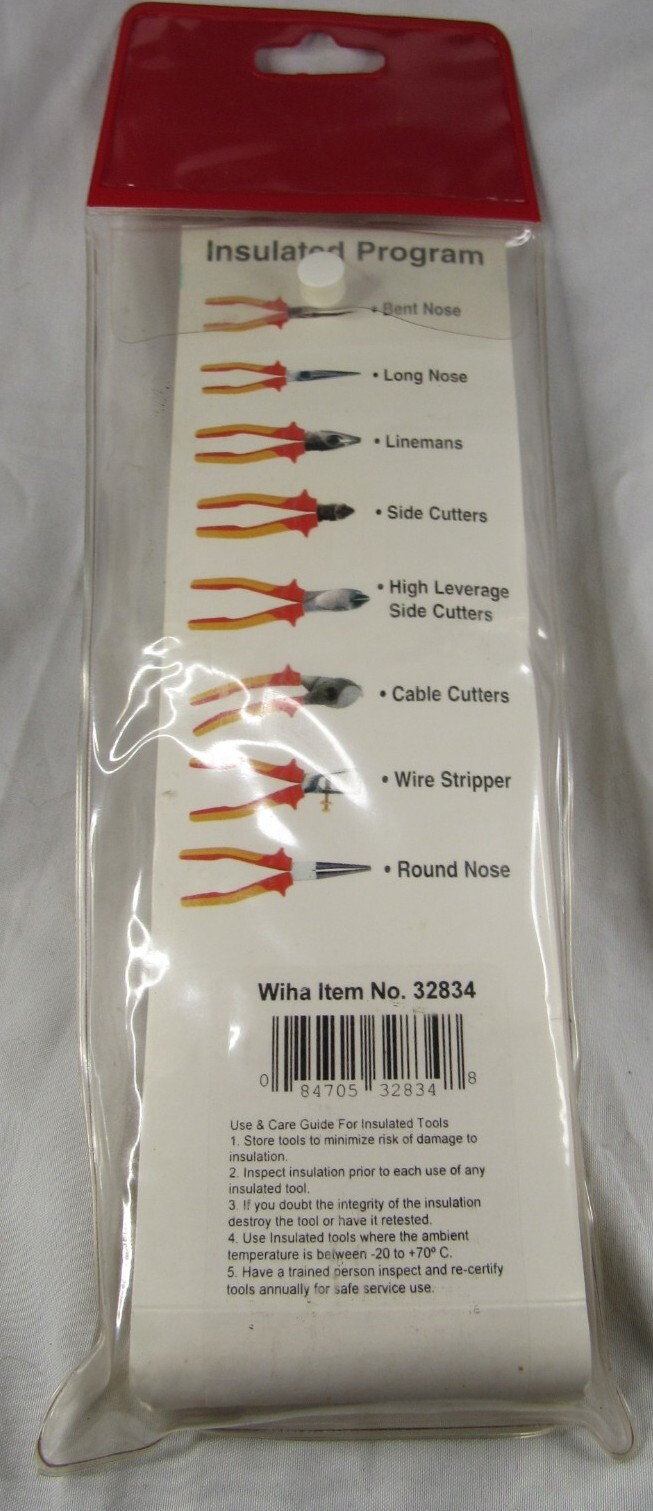 Insulated Program
• Bent Nose
• Long Nose
• Linemans
• Side Cutters
• High Leverage
Side Cutters
• Cable Cutters
• Wire Stripper
• Round Nose
Wiha Item No. 32834
0 84705 32834 8
Use & Care Guide For Insulated Tools
1. Store tools to minimize risk of damage to
insulation.
2. Inspect insulation prior to each use of any
insulated tool.
3. If you doubt the integrity of the insulation
destroy the tool or have it retested.
4. Use Insulated tools where the ambient
temperature is between -20 to +70º C.
5. Have a trained person inspect and re-certify
tools annually for safe service use.